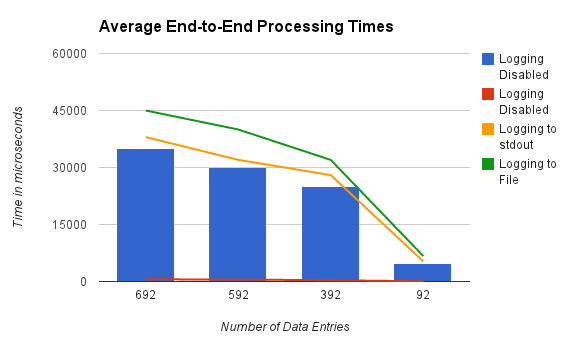 Average End-to-End Processing Times
60000
45000
30000
15000
0
Time in microseconds
692
592
392
92
Number of Data Entries
Logging
Disabled
Logging
Disabled
Logging to
stdout
Logging to
File